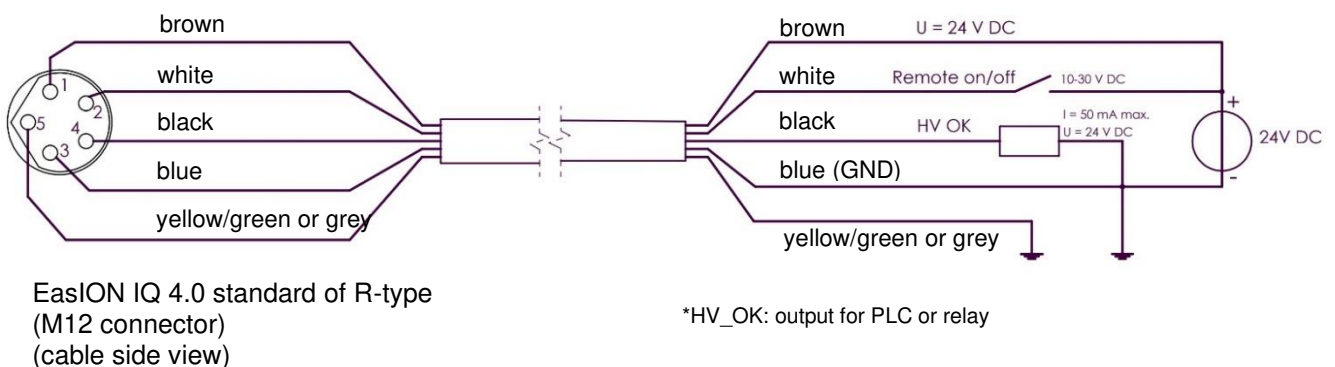 brown
white
black
blue
yellow/green or grey
1
2
5
4
3
brown U = 24 V DC
white Remote on/off 10-30 V DC
black HV OK I = 50 mA max.
U = 24 V DC
blue (GND)
yellow/green or grey
+
24V DC
-
EasION IQ 4.0 standard of R-type
(M12 connector)
(cable side view)
*HV_OK: output for PLC or relay